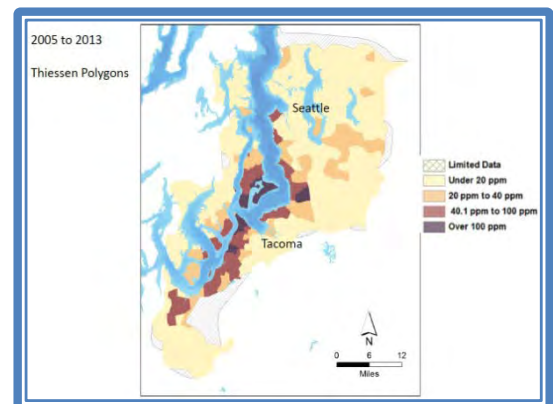 2005 to 2013
Thiessen Polygons
Seattle
Tacoma
Limited Data
Under 20 ppm
20 ppm to 40 ppm
40.1 ppm to 100 ppm
Over 100 ppm
N
0 6 12
Miles